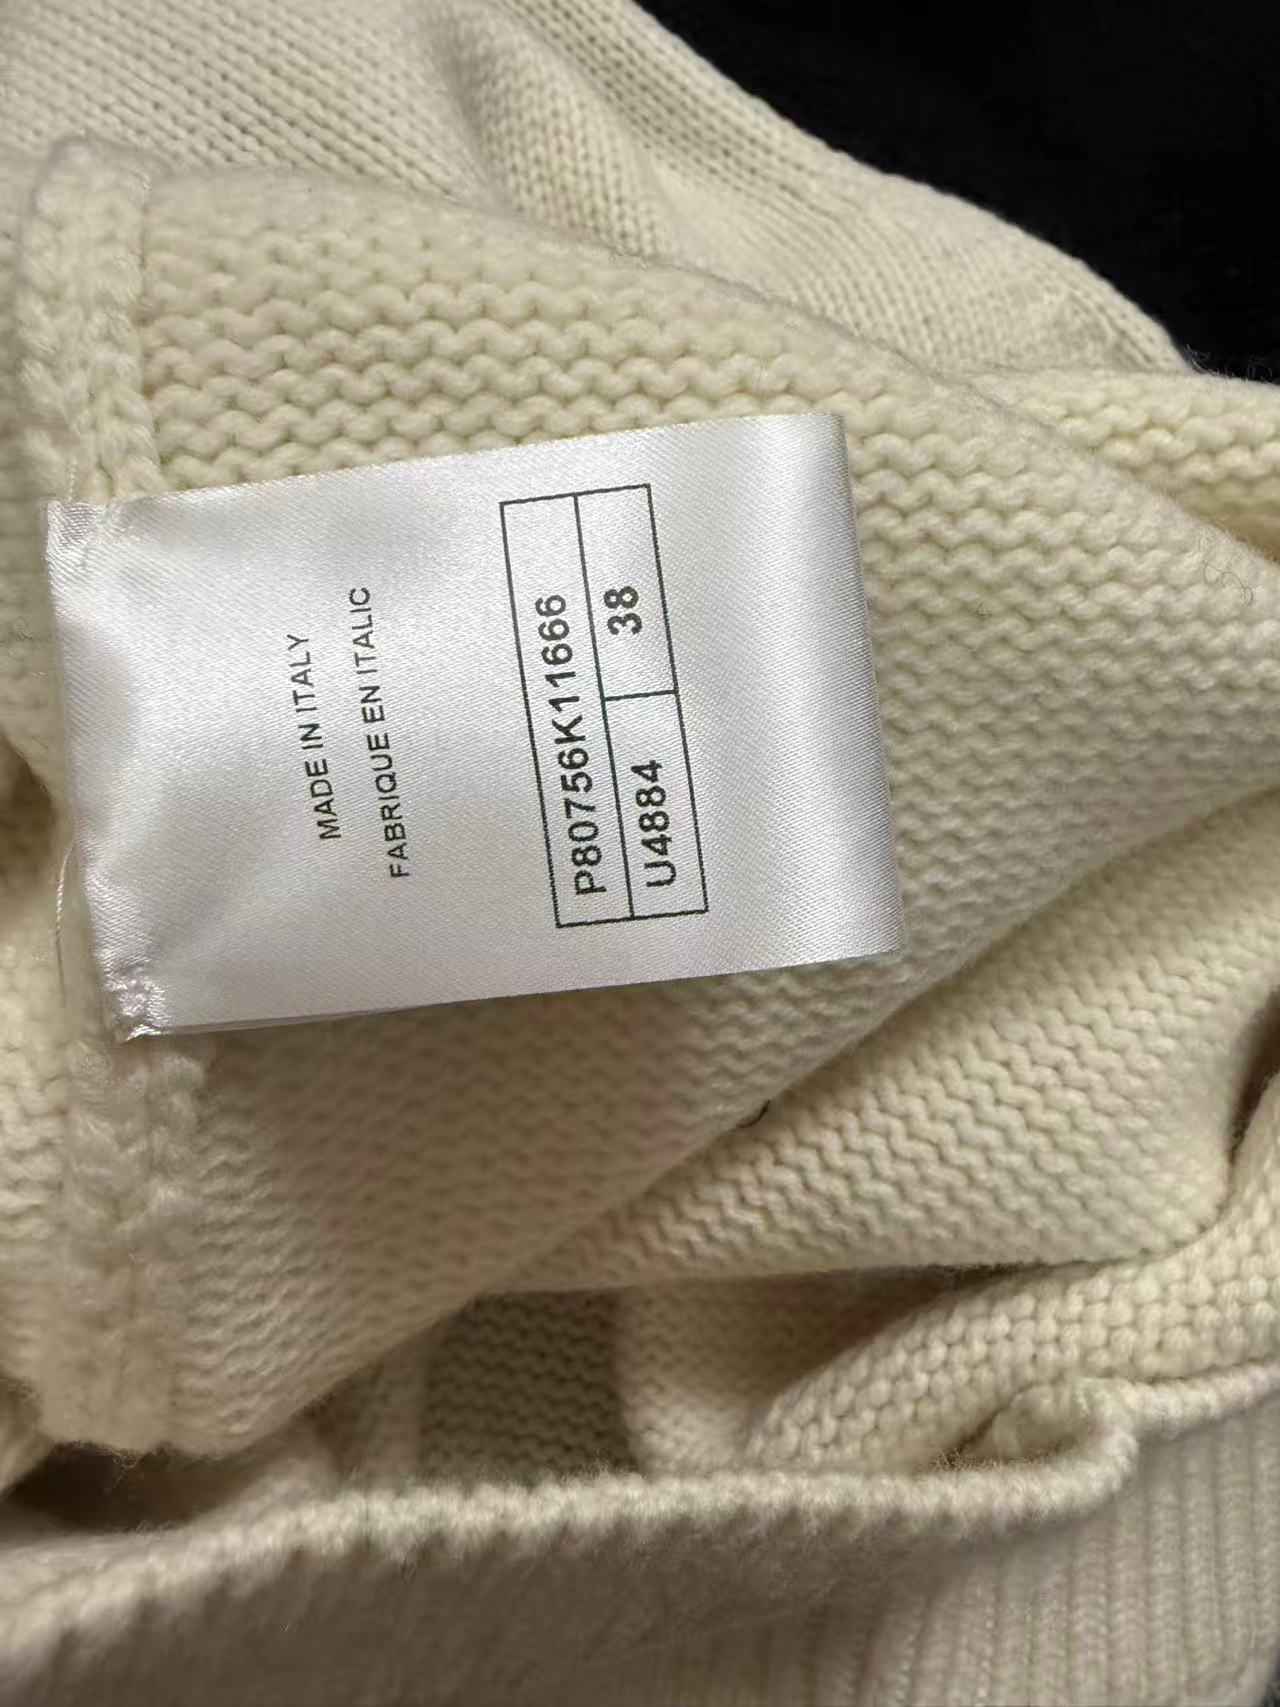 MADE IN ITALY
FABRIQUE EN ITALIC
P80756K11666
U4884 38